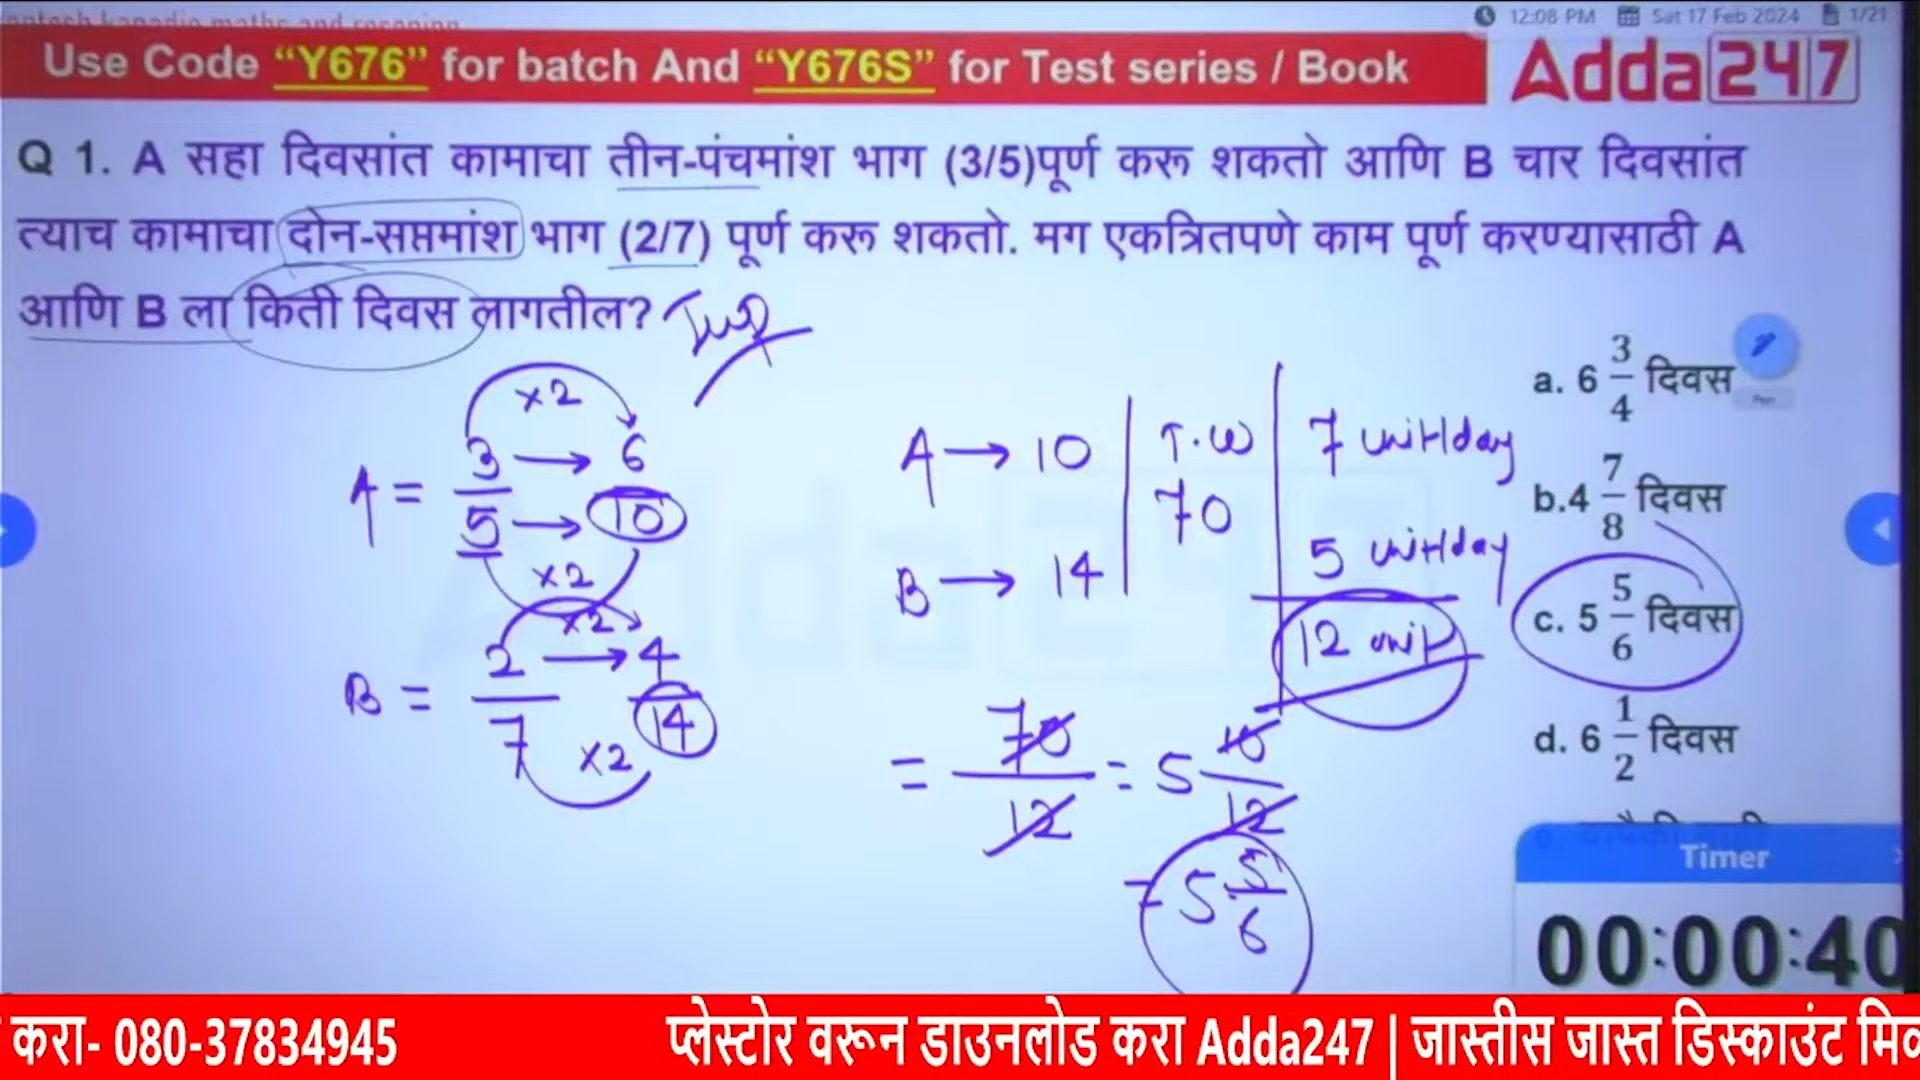 12:08 PM Sat 17 Feb 2024 1/21
Use Code “Y676” for batch And “Y676S” for Test series / Book
Adda247
Q 1. A सहा दिवसांत कामाचा तीन-पंचमांश भाग (3/5)पूर्ण करू शकतो आणि B चार दिवसांत
त्याच कामाचा दोन-सप्तमांश भाग (2/7) पूर्ण करू शकतो. मग एकत्रितपणे काम पूर्ण करण्यासाठी A
आणि B ला किती दिवस लागतील?
×2
A = 3/5 → 6/10
×2
×2
B = 2/7 → 4/14
×2
A → 10 | T.W | 7 unit/day
70
B → 14 | 5 unit/day
12 unit
= 70/12 = 5 10/12
= 5 5/6
a. 6 3/4 दिवस
b.4 7/8 दिवस
c. 5 5/6 दिवस
d. 6 1/2 दिवस
Timer
00:00:40
करा- 080-37834945 प्लेस्टोर वरून डाउनलोड करा Adda247 | जास्तीस जास्त डिस्काउंट